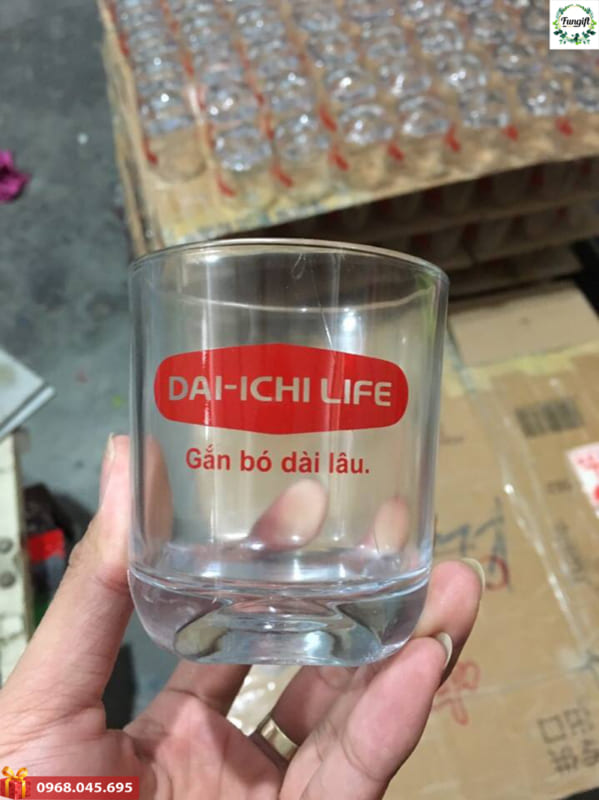 Fungift
DAI-ICHI LIFE
Gắn bó dài lâu.
0968.045.695